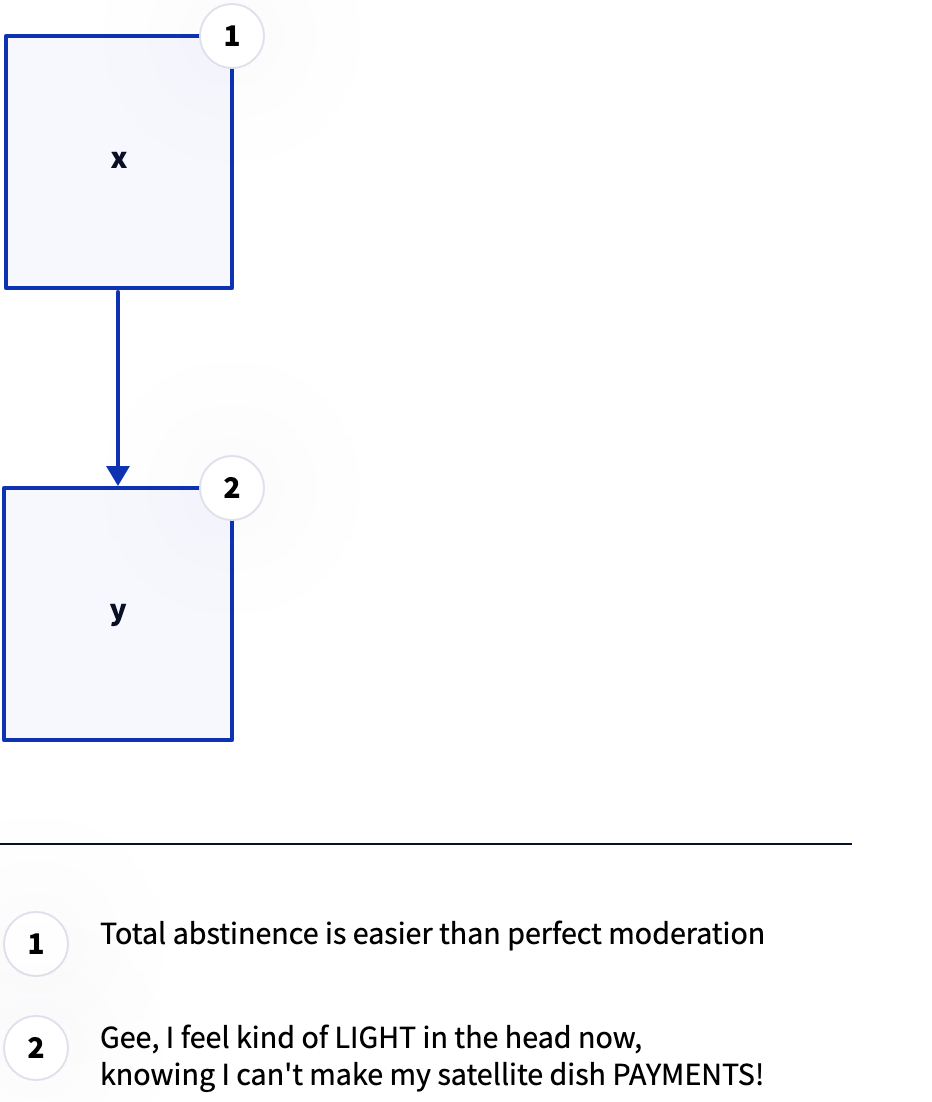 1
x
2
y
1
Total abstinence is easier than perfect moderation
2
Gee, I feel kind of LIGHT in the head now,
knowing I can't make my satellite dish PAYMENTS!